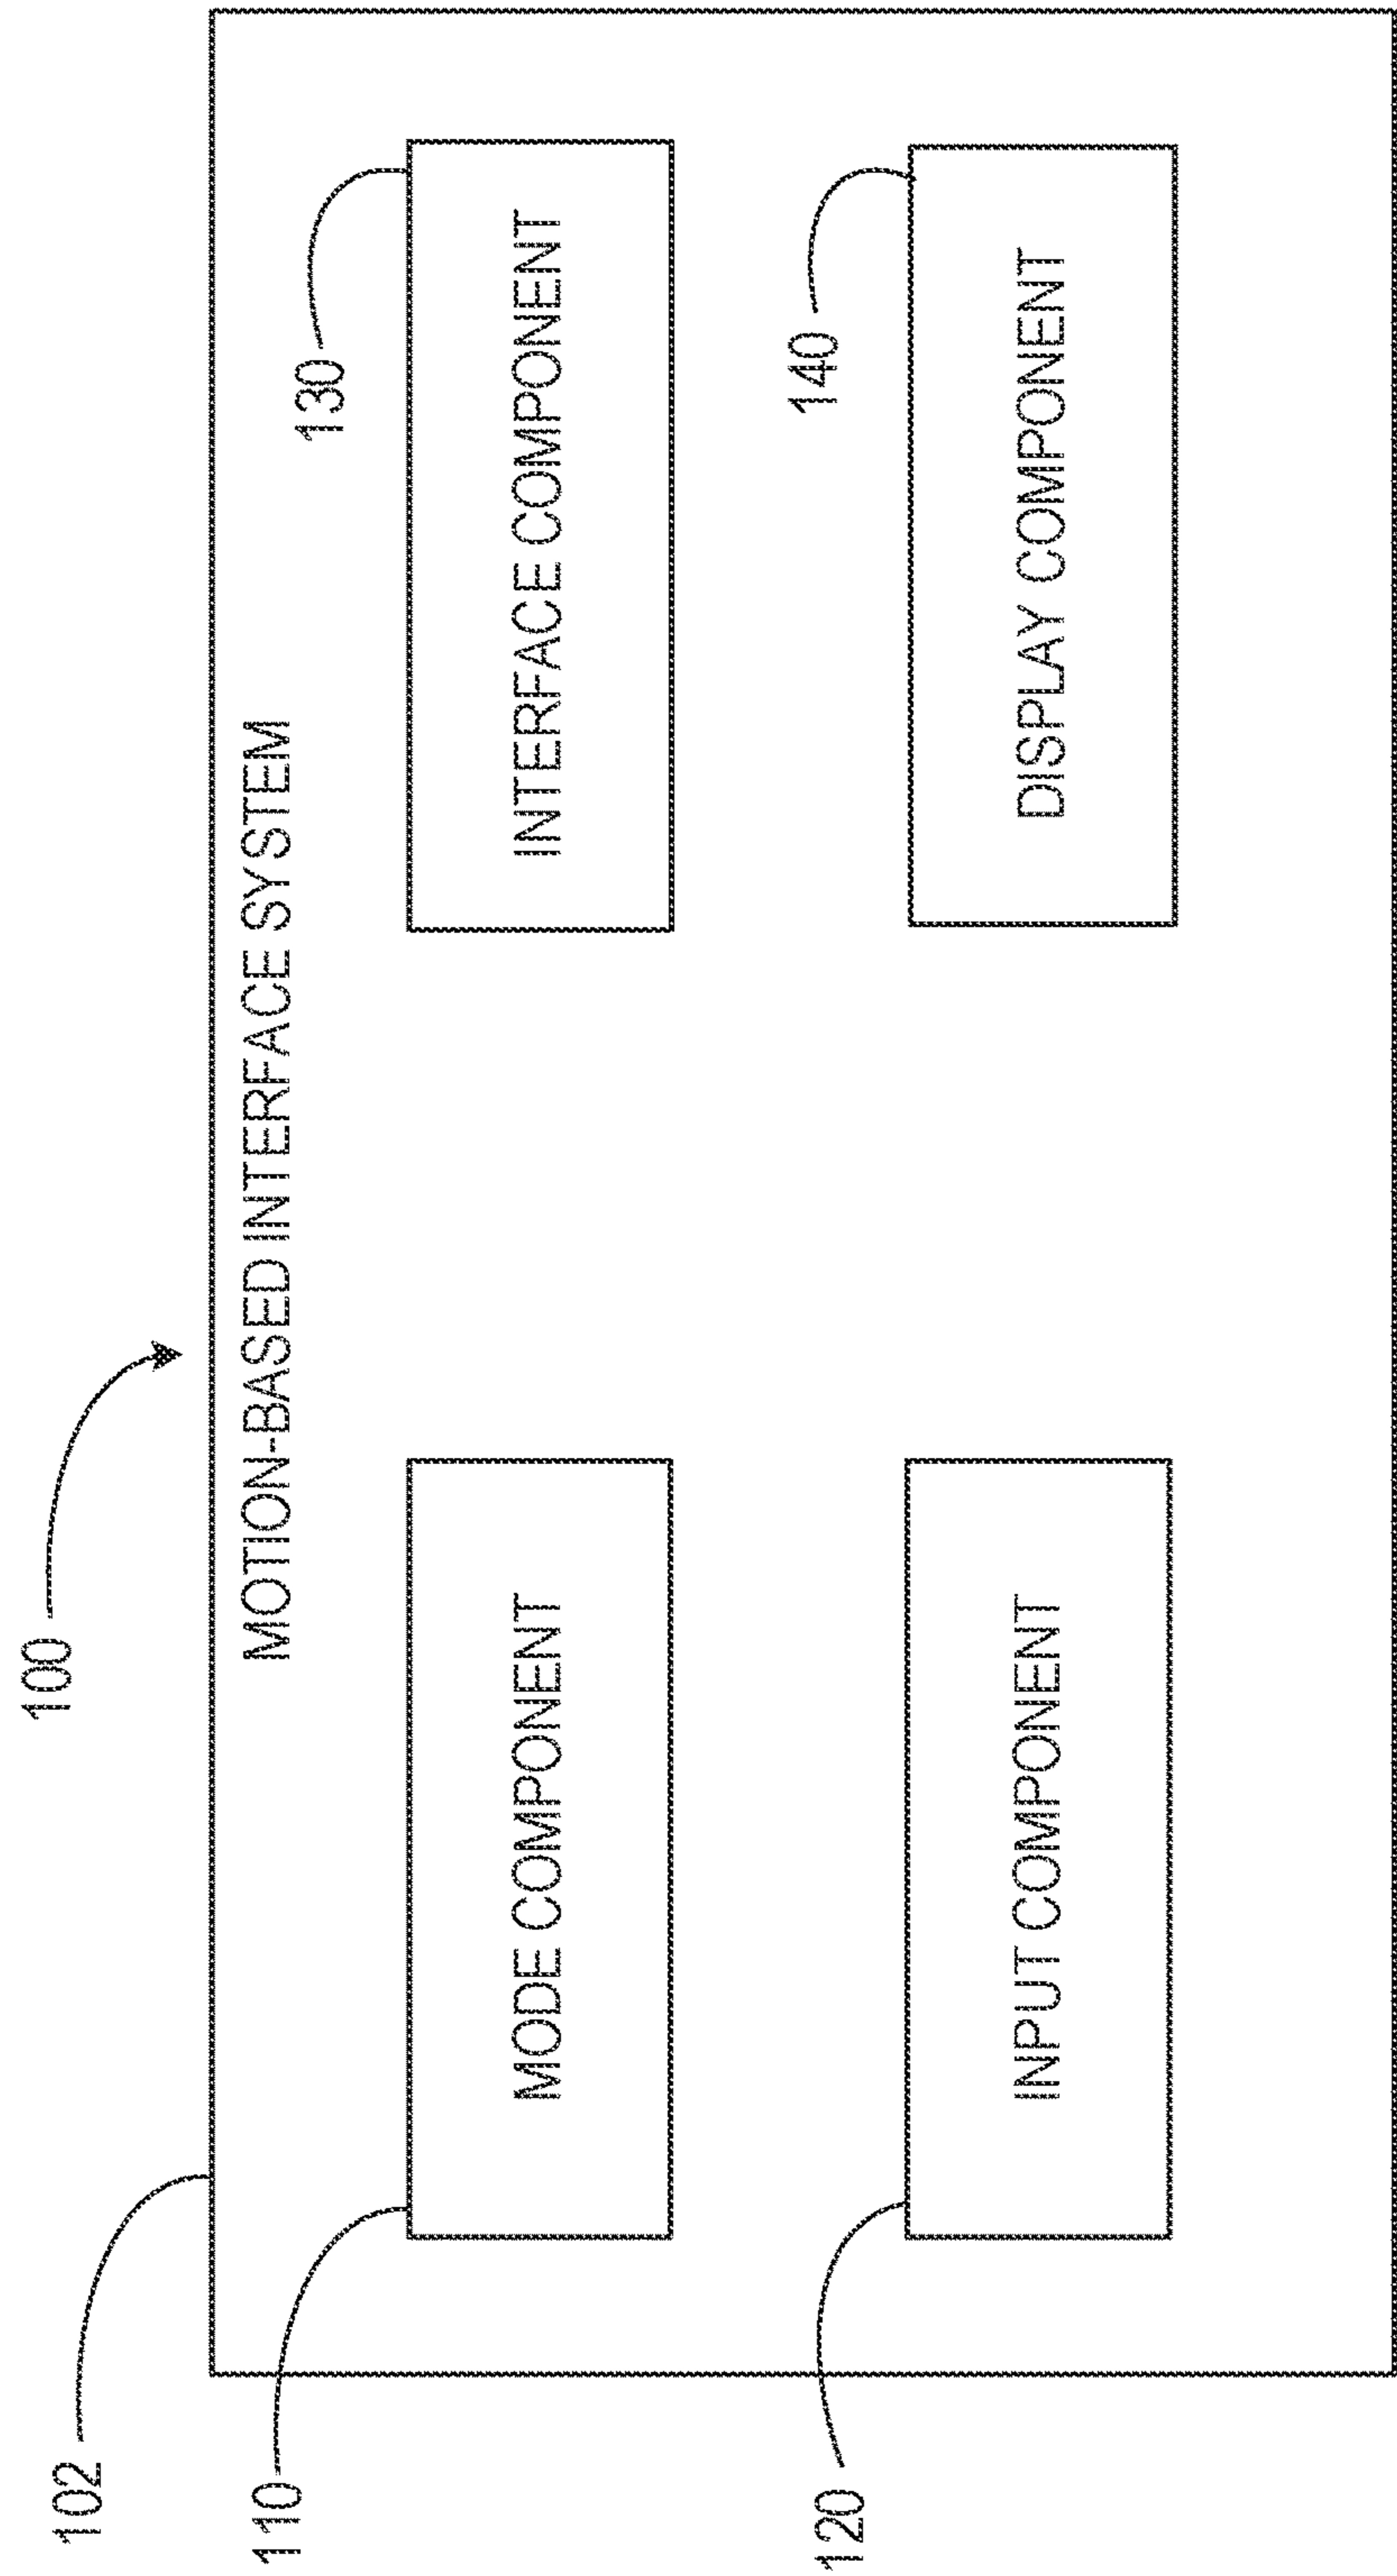 100
102
MOTION-BASED INTERFACE SYSTEM
110
MODE COMPONENT
130
INTERFACE COMPONENT
120
INPUT COMPONENT
140
DISPLAY COMPONENT